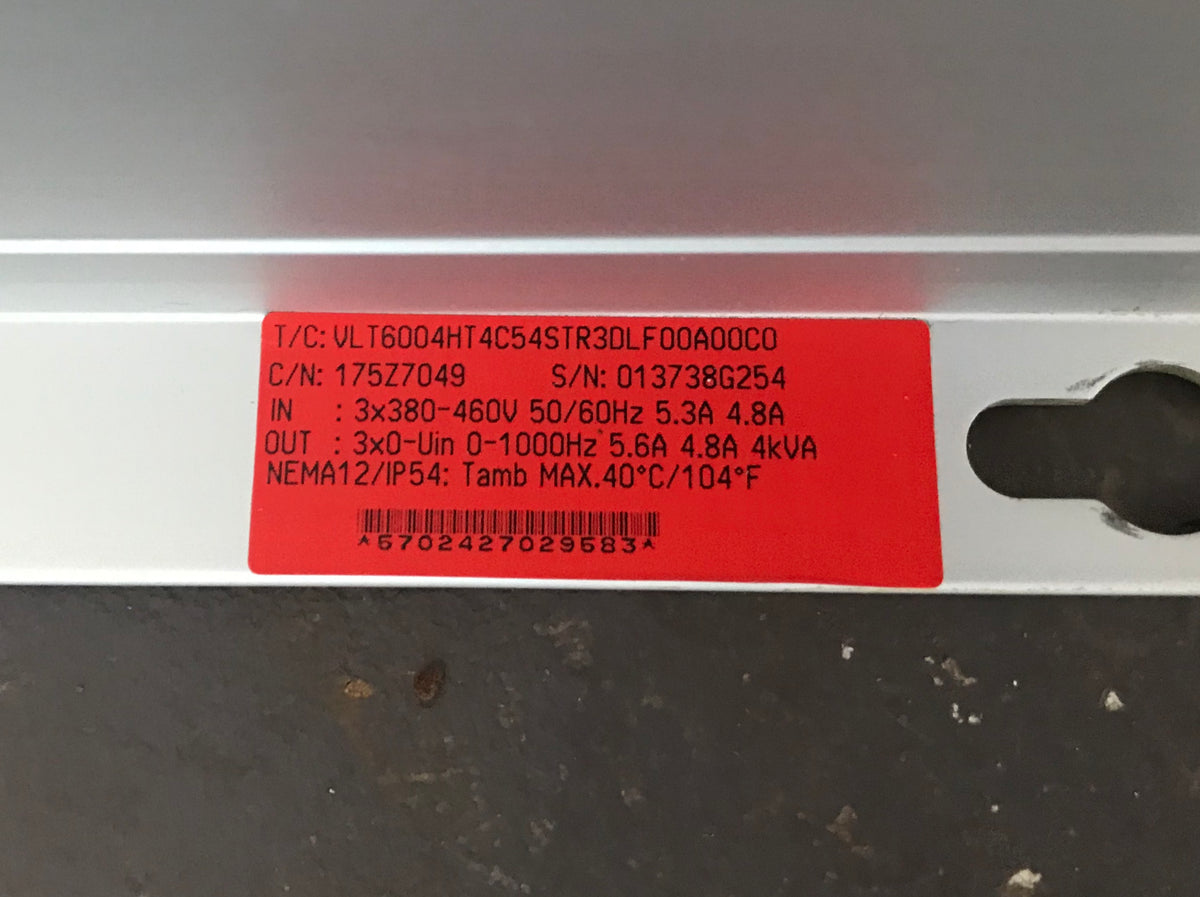 T/C: VLT6004HT4C54STR3DLF00A00C0
C/N: 175Z7049 S/N: 013738G254
IN : 3x380-460V 50/60Hz 5.3A 4.8A
OUT : 3x0-Uin 0-1000Hz 5.6A 4.8A 4kVA
NEMA12/IP54: Tamb MAX.40°C/104°F
*5702427029583*